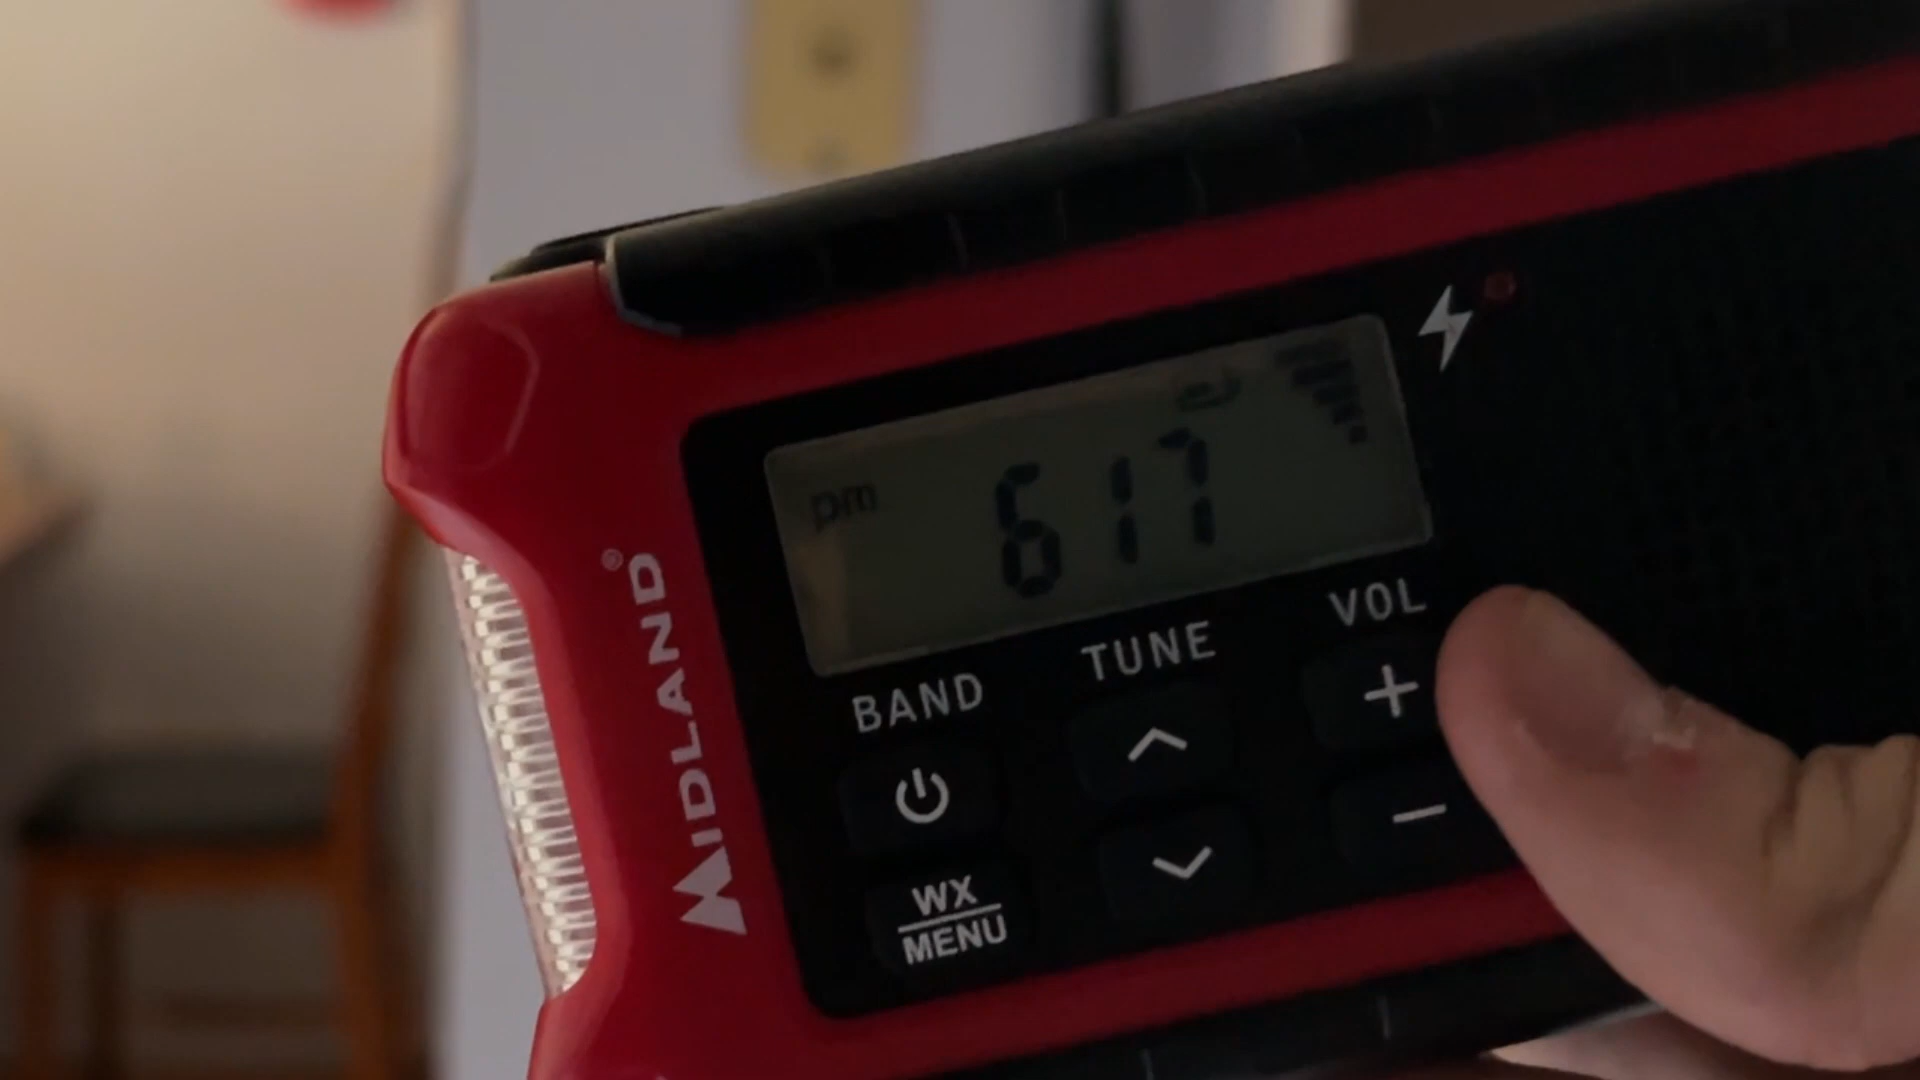 pm 617
MIDLAND®
BAND TUNE VOL
+
-
WX
MENU